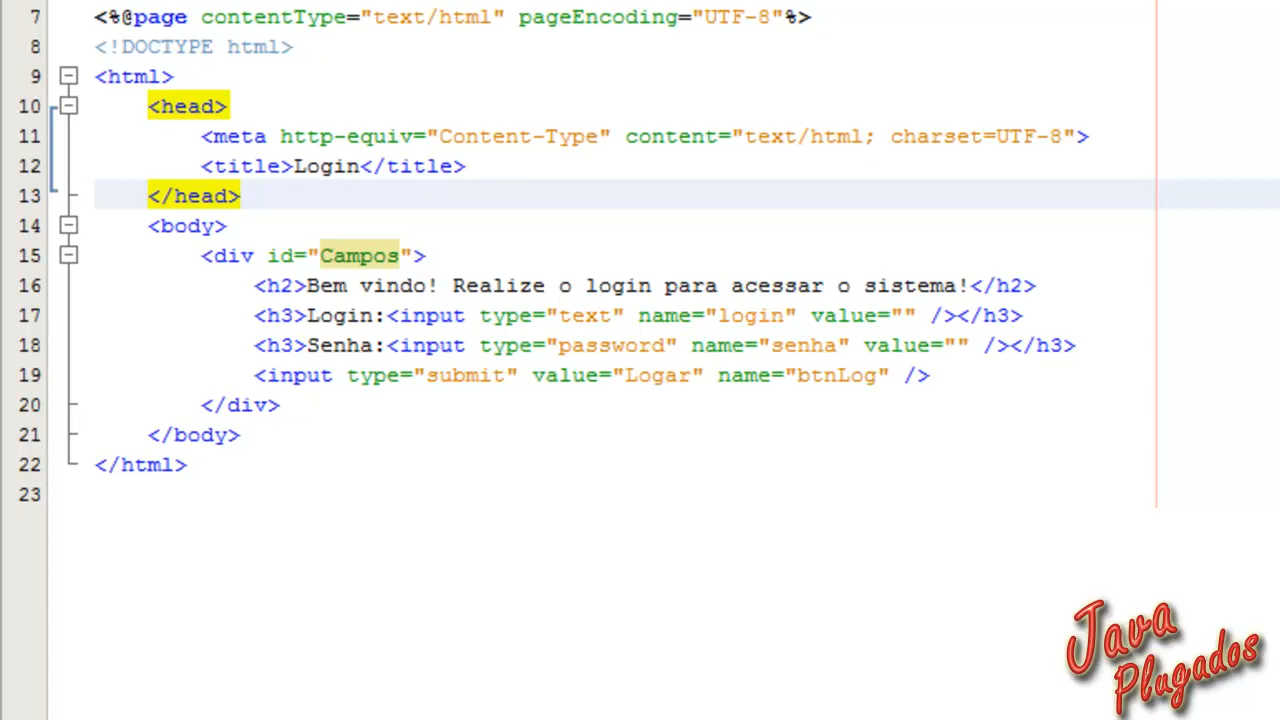 7 <%@page contentType="text/html" pageEncoding="UTF-8"%>
8 <!DOCTYPE html>
9 <html>
10 <head>
11 <meta http-equiv="Content-Type" content="text/html; charset=UTF-8">
12 <title>Login</title>
13 </head>
14 <body>
15 <div id="Campos">
16 <h2>Bem vindo! Realize o login para acessar o sistema!</h2>
17 <h3>Login:<input type="text" name="login" value="" /></h3>
18 <h3>Senha:<input type="password" name="senha" value="" /></h3>
19 <input type="submit" value="Logar" name="btnLog" />
20 </div>
21 </body>
22 </html>
23
Java
Plugados